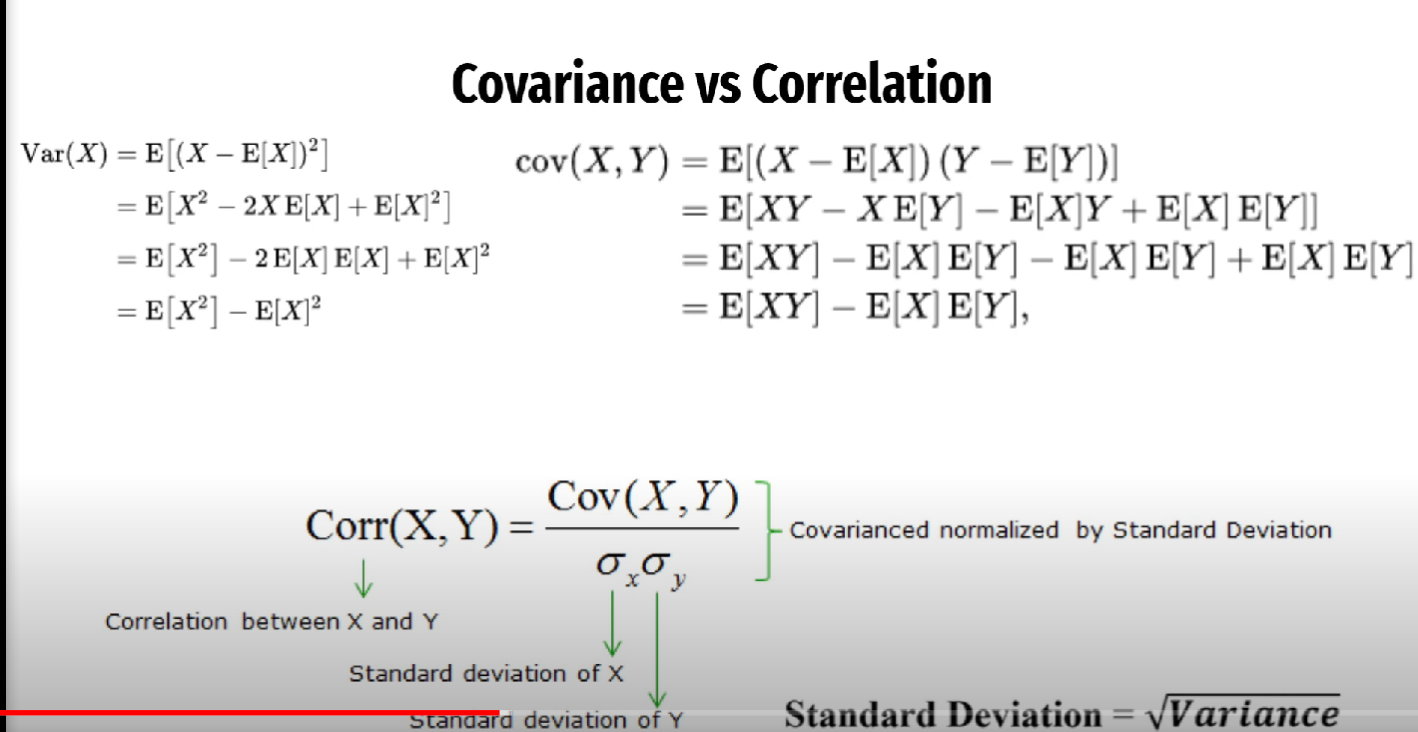 Covariance vs Correlation
Var(X) = E[(X − E[X])²]
= E[X² − 2X E[X] + E[X]²]
= E[X²] − 2 E[X] E[X] + E[X]²
= E[X²] − E[X]²
cov(X, Y) = E[(X − E[X]) (Y − E[Y])]
= E[XY − X E[Y] − E[X]Y + E[X] E[Y]]
= E[XY] − E[X] E[Y] − E[X] E[Y] + E[X] E[Y]
= E[XY] − E[X] E[Y],
Corr(X,Y) = Cov(X,Y) / σₓσᵧ
Covarianced normalized by Standard Deviation
Correlation between X and Y
Standard deviation of X
Standard deviation of Y
Standard Deviation = √Variance